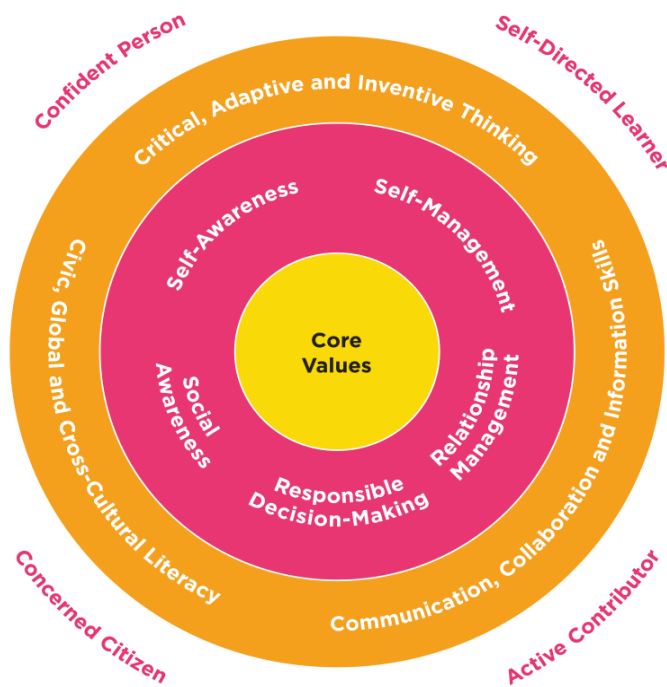 Confident Person
Self-Directed Learner
Critical, Adaptive and Inventive Thinking
Self-Awareness
Self-Management
Civic, Global and Cross-Cultural Literacy
Communication, Collaboration and Information Skills
Core
Values
Social
Awareness
Relationship
Management
Responsible
Decision-Making
Concerned Citizen
Active Contributor